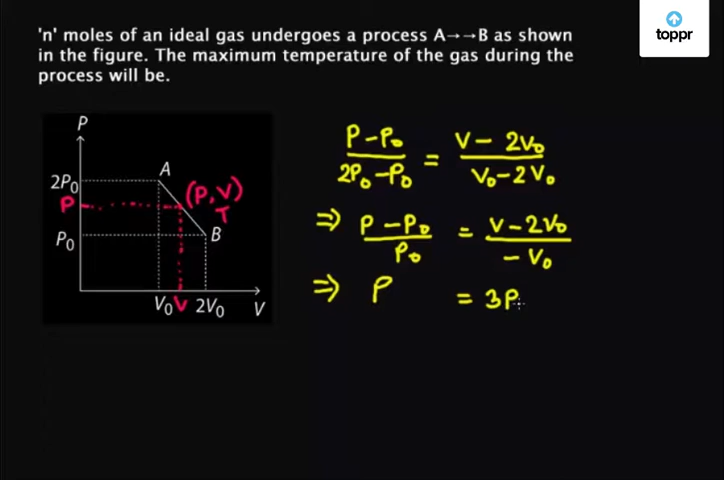 'n' moles of an ideal gas undergoes a process A→→B as shown
in the figure. The maximum temperature of the gas during the
process will be.
toppr
P
A
2P₀
P
(P, V)
T
P₀
B
V₀ V 2V₀ V
P - P₀ / 2P₀ - P₀ = V - 2V₀ / V₀ - 2V₀
⇒ P - P₀ / P₀ = V - 2V₀ / - V₀
⇒ P = 3P